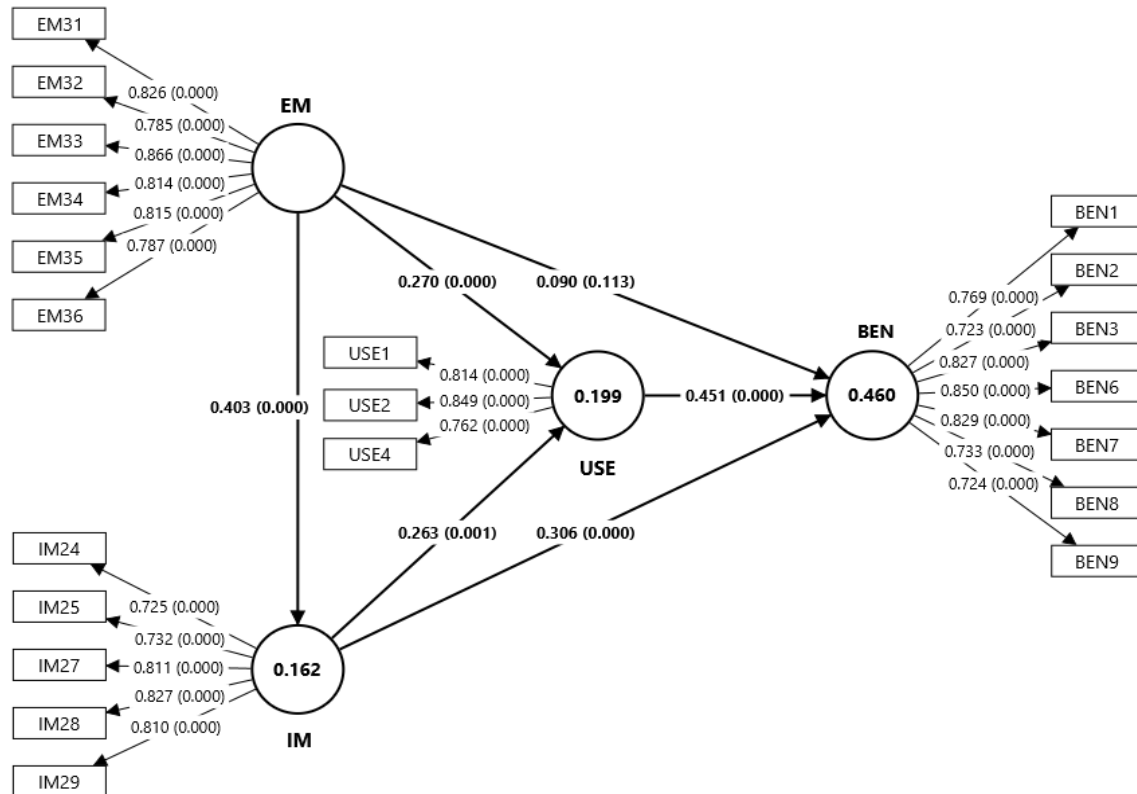 EM31
EM32
EM33
EM34
EM35
EM36
0.826 (0.000)
0.785 (0.000)
0.866 (0.000)
0.814 (0.000)
0.815 (0.000)
0.787 (0.000)
EM
0.270 (0.000)
0.090 (0.113)
0.403 (0.000)
USE1
USE2
USE4
0.814 (0.000)
0.849 (0.000)
0.762 (0.000)
0.199
USE
0.451 (0.000)
BEN
0.460
0.769 (0.000)
0.723 (0.000)
0.827 (0.000)
0.850 (0.000)
0.829 (0.000)
0.733 (0.000)
0.724 (0.000)
BEN1
BEN2
BEN3
BEN6
BEN7
BEN8
BEN9
0.263 (0.001)
0.306 (0.000)
IM24
IM25
IM27
IM28
IM29
0.725 (0.000)
0.732 (0.000)
0.811 (0.000)
0.827 (0.000)
0.810 (0.000)
0.162
IM